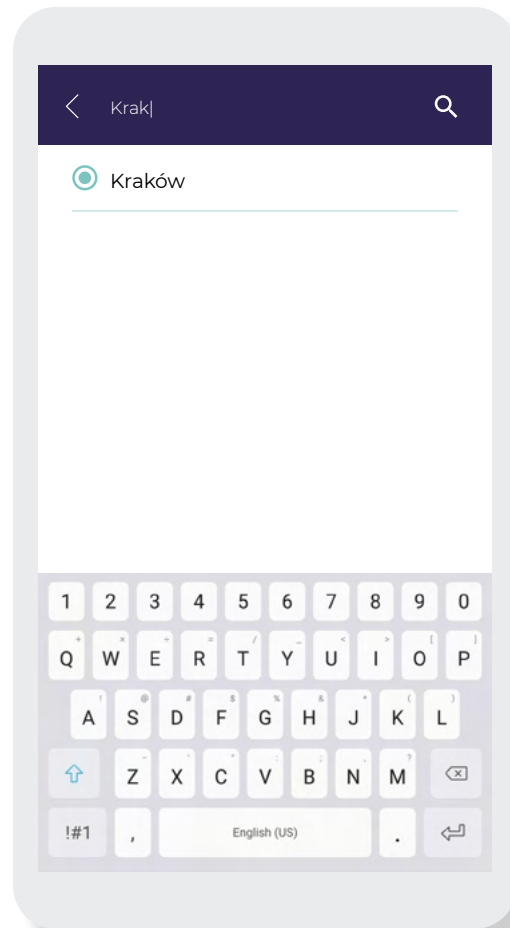 Krak
Kraków
1 2 3 4 5 6 7 8 9 0
Q W E R T Y U I O P
A S D F G H J K L
Z X C V B N M
!#1 , English (US) .